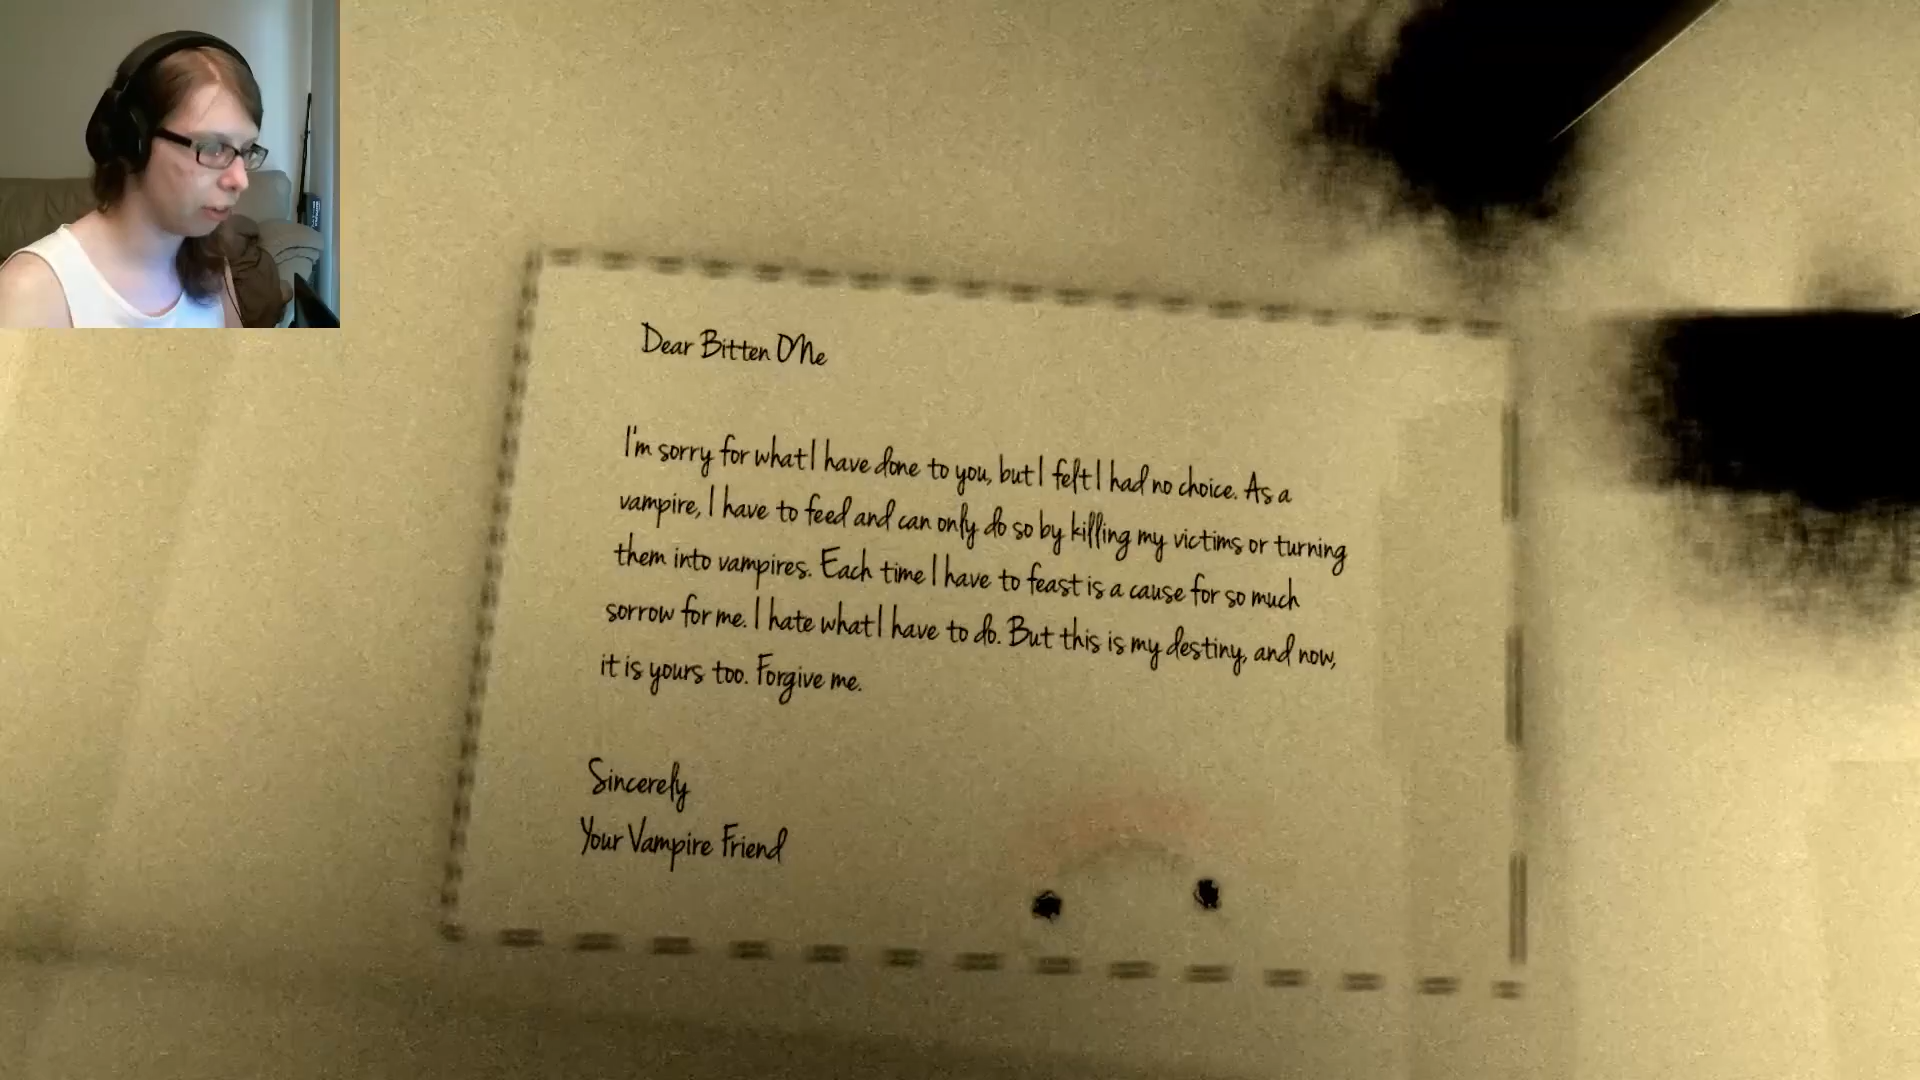 Dear Bitten One
I'm sorry for what I have done to you, but I felt I had no choice. As a
vampire, I have to feed and can only do so by killing my victims or turning
them into vampires. Each time I have to feast is a cause for so much
sorrow for me. I hate what I have to do. But this is my destiny, and now,
it is yours too. Forgive me.
Sincerely
Your Vampire Friend